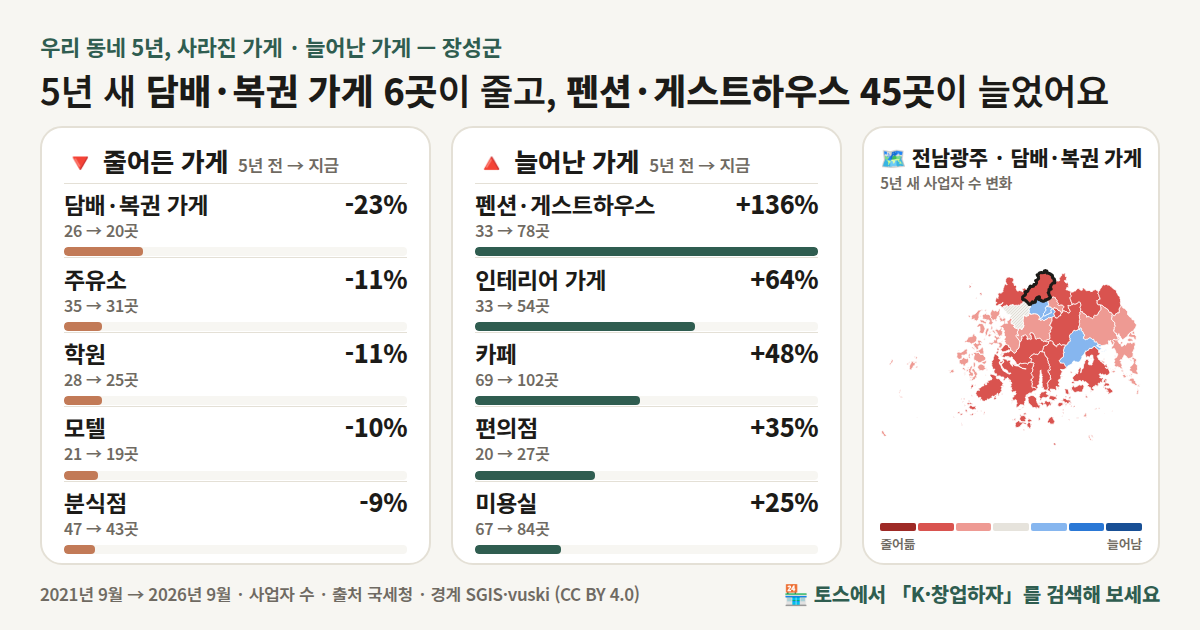 우리 동네 5년, 사라진 가게 · 늘어난 가게 — 장성군
5년 새 담배·복권 가게 6곳이 줄고, 펜션·게스트하우스 45곳이 늘었어요
줄어든 가게 5년 전 → 지금
담배·복권 가게 -23%
26 → 20곳
주유소 -11%
35 → 31곳
학원 -11%
28 → 25곳
모텔 -10%
21 → 19곳
분식점 -9%
47 → 43곳
늘어난 가게 5년 전 → 지금
펜션·게스트하우스 +136%
33 → 78곳
인테리어 가게 +64%
33 → 54곳
카페 +48%
69 → 102곳
편의점 +35%
20 → 27곳
미용실 +25%
67 → 84곳
전남광주 · 담배·복권 가게
5년 새 사업자 수 변화
줄어듦 늘어남
2021년 9월 → 2026년 9월 · 사업자 수 · 출처 국세청 · 경계 SGIS·vuski (CC BY 4.0)
토스에서 「K·창업하자」를 검색해 보세요